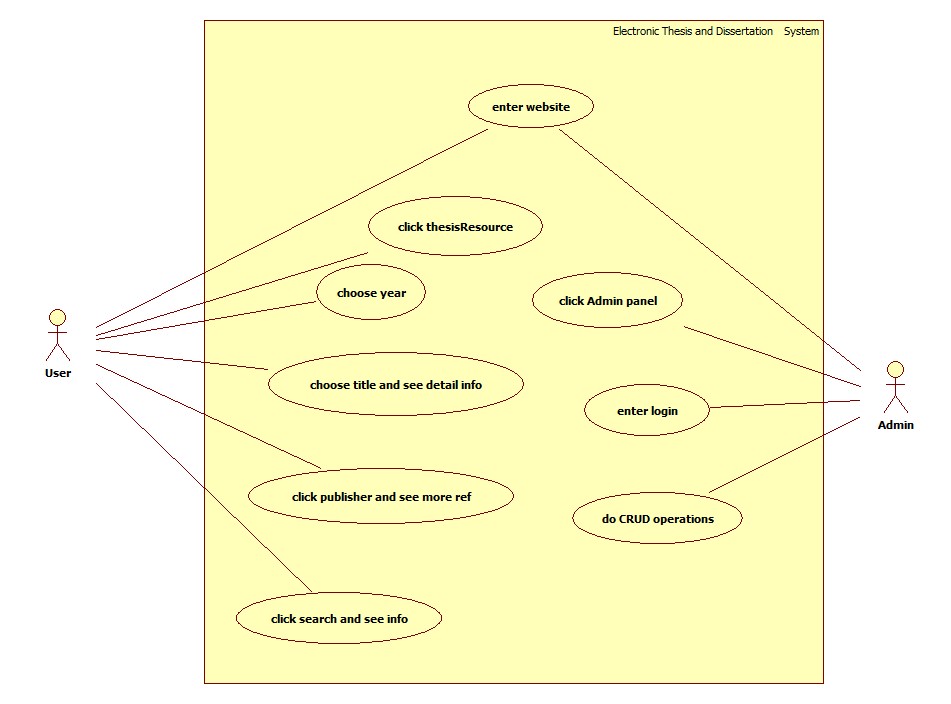 Electronic Thesis and Dissertation System
enter website
click thesisResource
choose year
click Admin panel
User
choose title and see detail info
enter login
Admin
click publisher and see more ref
do CRUD operations
click search and see info